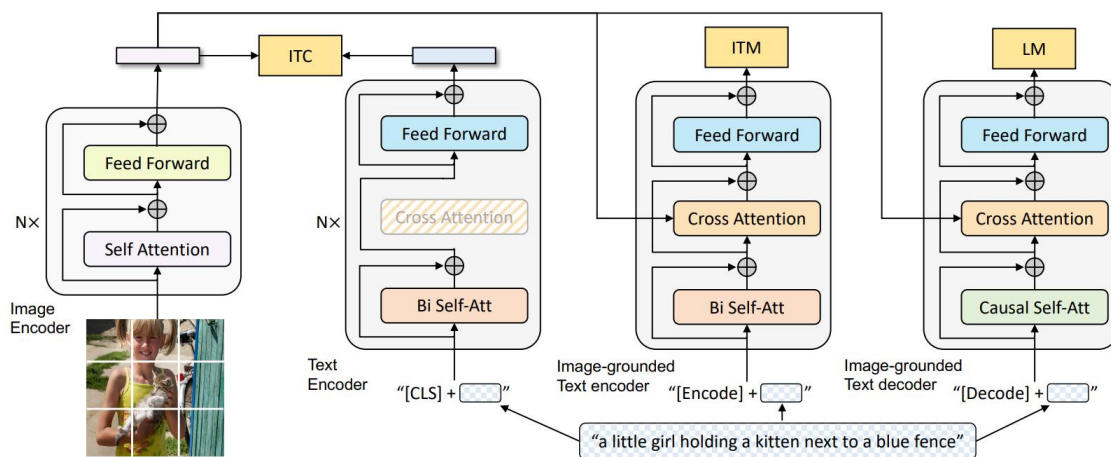 ITC
ITM
LM
Feed Forward
Self Attention
N×
Image
Encoder
Feed Forward
Cross Attention
Bi Self-Att
N×
Text
Encoder
"[CLS] + "
Feed Forward
Cross Attention
Bi Self-Att
Image-grounded
Text encoder
"[Encode] + "
Feed Forward
Cross Attention
Causal Self-Att
Image-grounded
Text decoder
"[Decode] + "
"a little girl holding a kitten next to a blue fence"